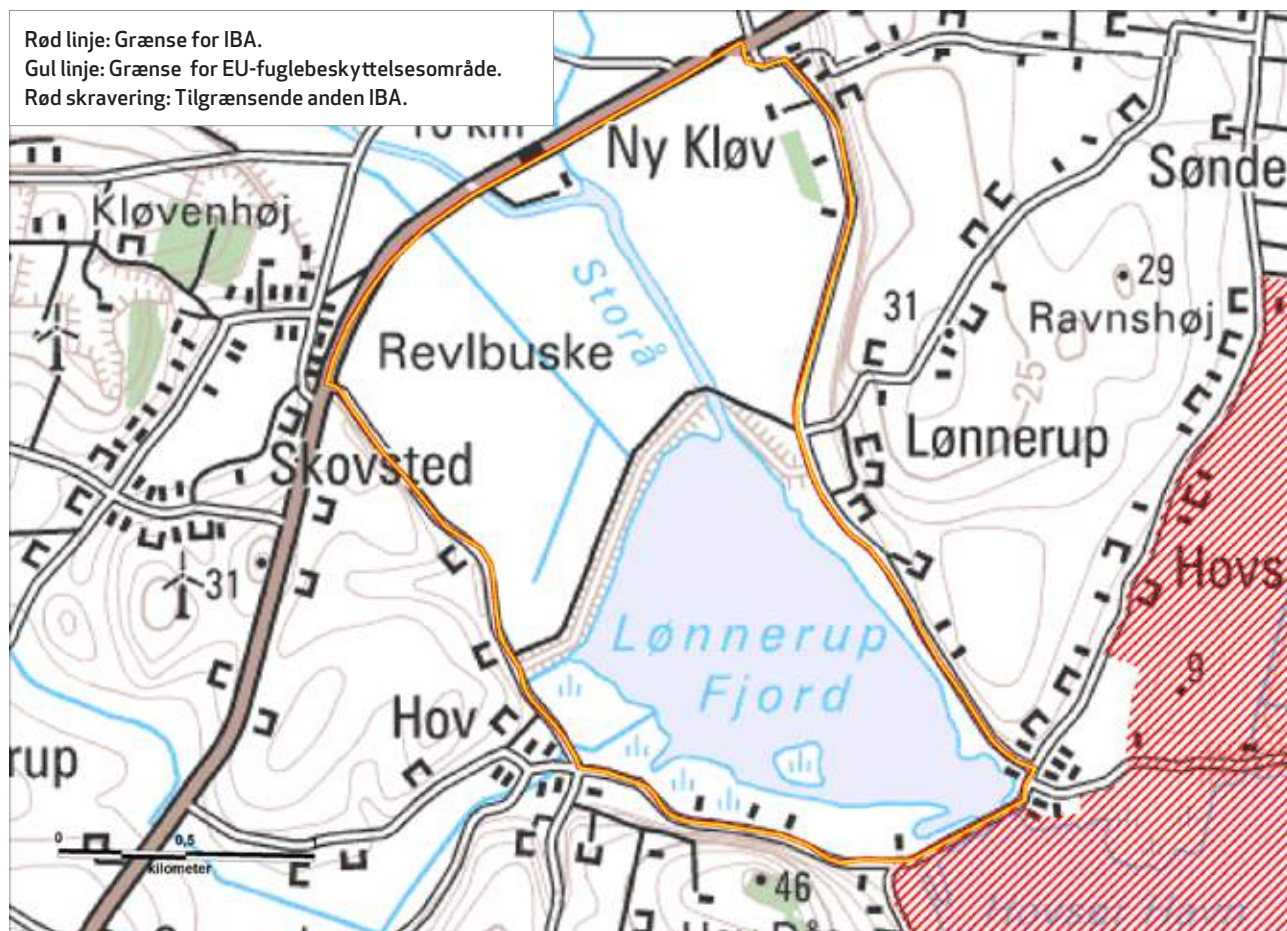 Rød linje: Grænse for IBA.
Gul linje: Grænse for EU-fuglebeskyttelsesområde.
Rød skravering: Tilgrænsende anden IBA.
Ny Kløv
Sønde
Kløvenhøj
Storå
29
31
Ravnshøj
Revlbuske
25
Lønnerup
Skovsted
31
Hovs
Lønnerup
Fjord
9
Hov
rup
0 0,5
kilometer
46